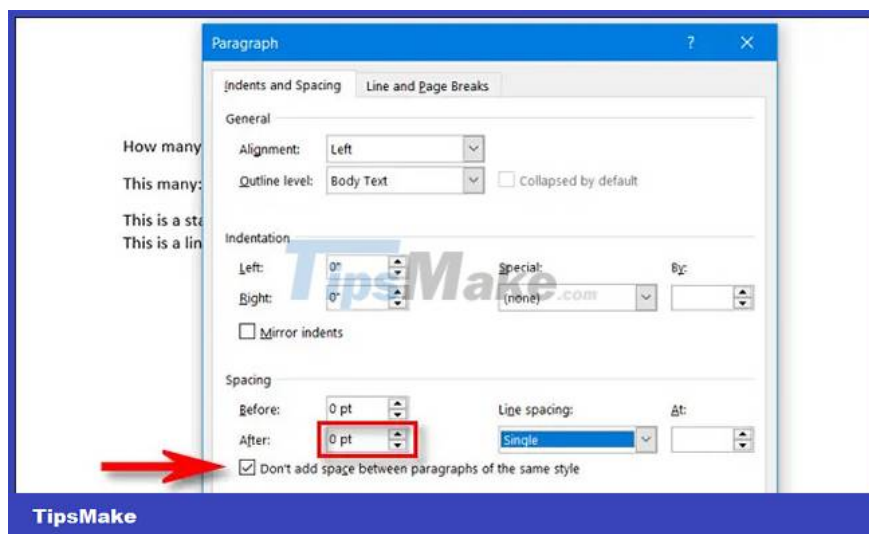 Paragraph ? ×
Indents and Spacing Line and Page Breaks
General
How many
Alignment: Left
This many:
Outline level: Body Text Collapsed by default
This is a sta
This is a lin
Indentation
Left: 0" Special: By:
Right: 0" (none)
TipsMake.com
Mirror indents
Spacing
Before: 0 pt Line spacing: At:
After: 0 pt Single
Don't add space between paragraphs of the same style
TipsMake